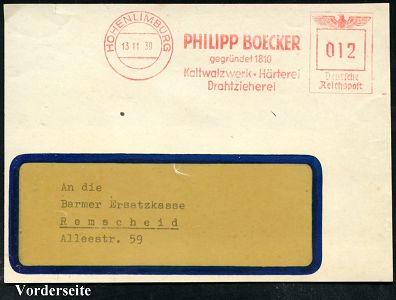 HOHENLIMBURG
13 11 39
PHILIPP BOECKER
gegründet 1810
Kaltwalzwerk • Härterei
Drahtzieherei
012
Deutsche
Reichspost
An die
Barmer Ersatzkasse
Remscheid
Alleestr. 59
Vorderseite